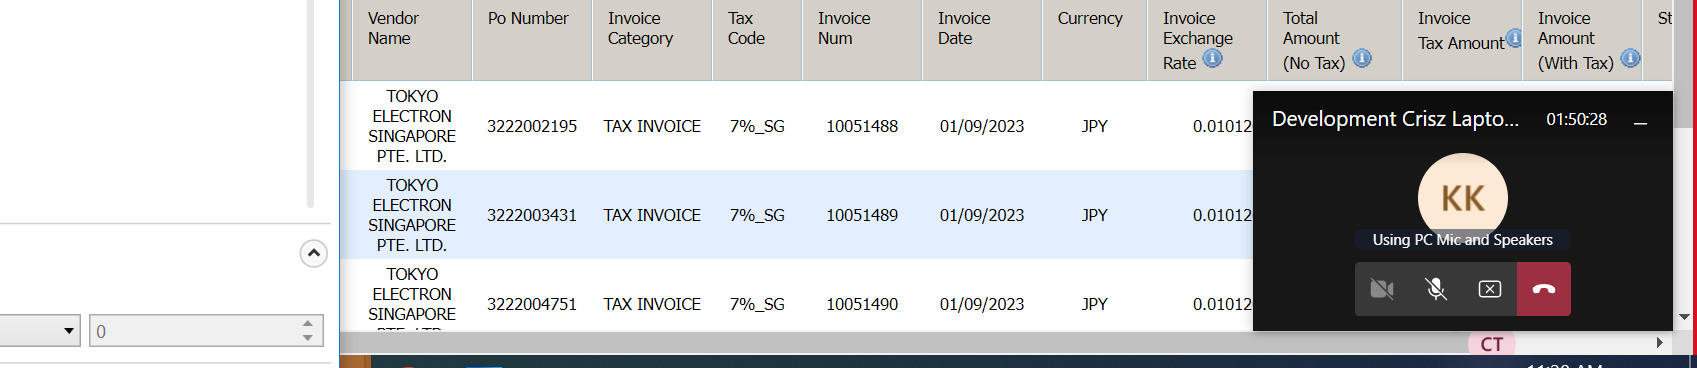 Vendor Name
Po Number
Invoice Category
Tax Code
Invoice Num
Invoice Date
Currency
Invoice Exchange Rate
Total Amount (No Tax)
Invoice Tax Amount
Invoice Amount (With Tax)
St
TOKYO ELECTRON SINGAPORE PTE. LTD.
3222002195
TAX INVOICE
7%_SG
10051488
01/09/2023
JPY
0.01012
TOKYO ELECTRON SINGAPORE PTE. LTD.
3222003431
TAX INVOICE
7%_SG
10051489
01/09/2023
JPY
0.01012
TOKYO ELECTRON SINGAPORE PTE. LTD.
3222004751
TAX INVOICE
7%_SG
10051490
01/09/2023
JPY
0.01012
Development Crisz Lapto...
01:50:28
KK
Using PC Mic and Speakers
0
CT